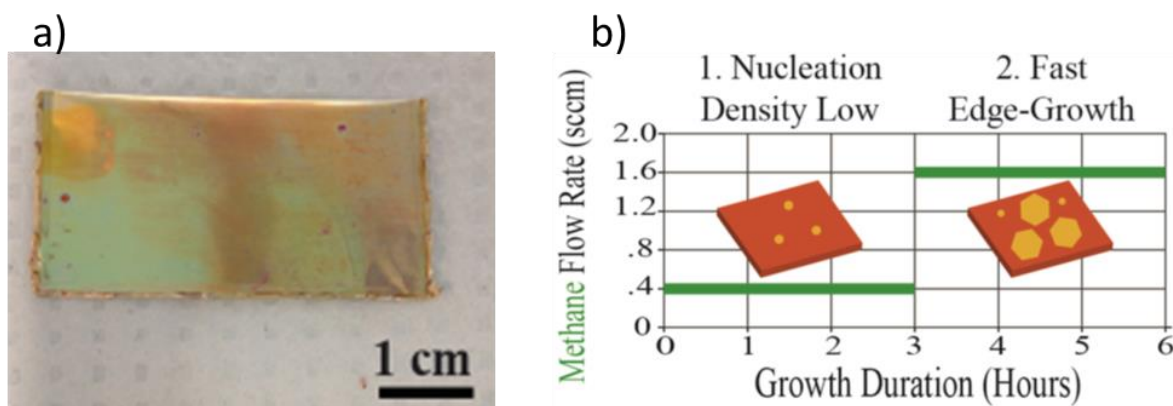 a)
1 cm
b)
1. Nucleation
Density Low
2. Fast
Edge-Growth
Methane Flow Rate (sccm)
2.0
1.6
1.2
.8
.4
0
0 1 2 3 4 5 6
Growth Duration (Hours)